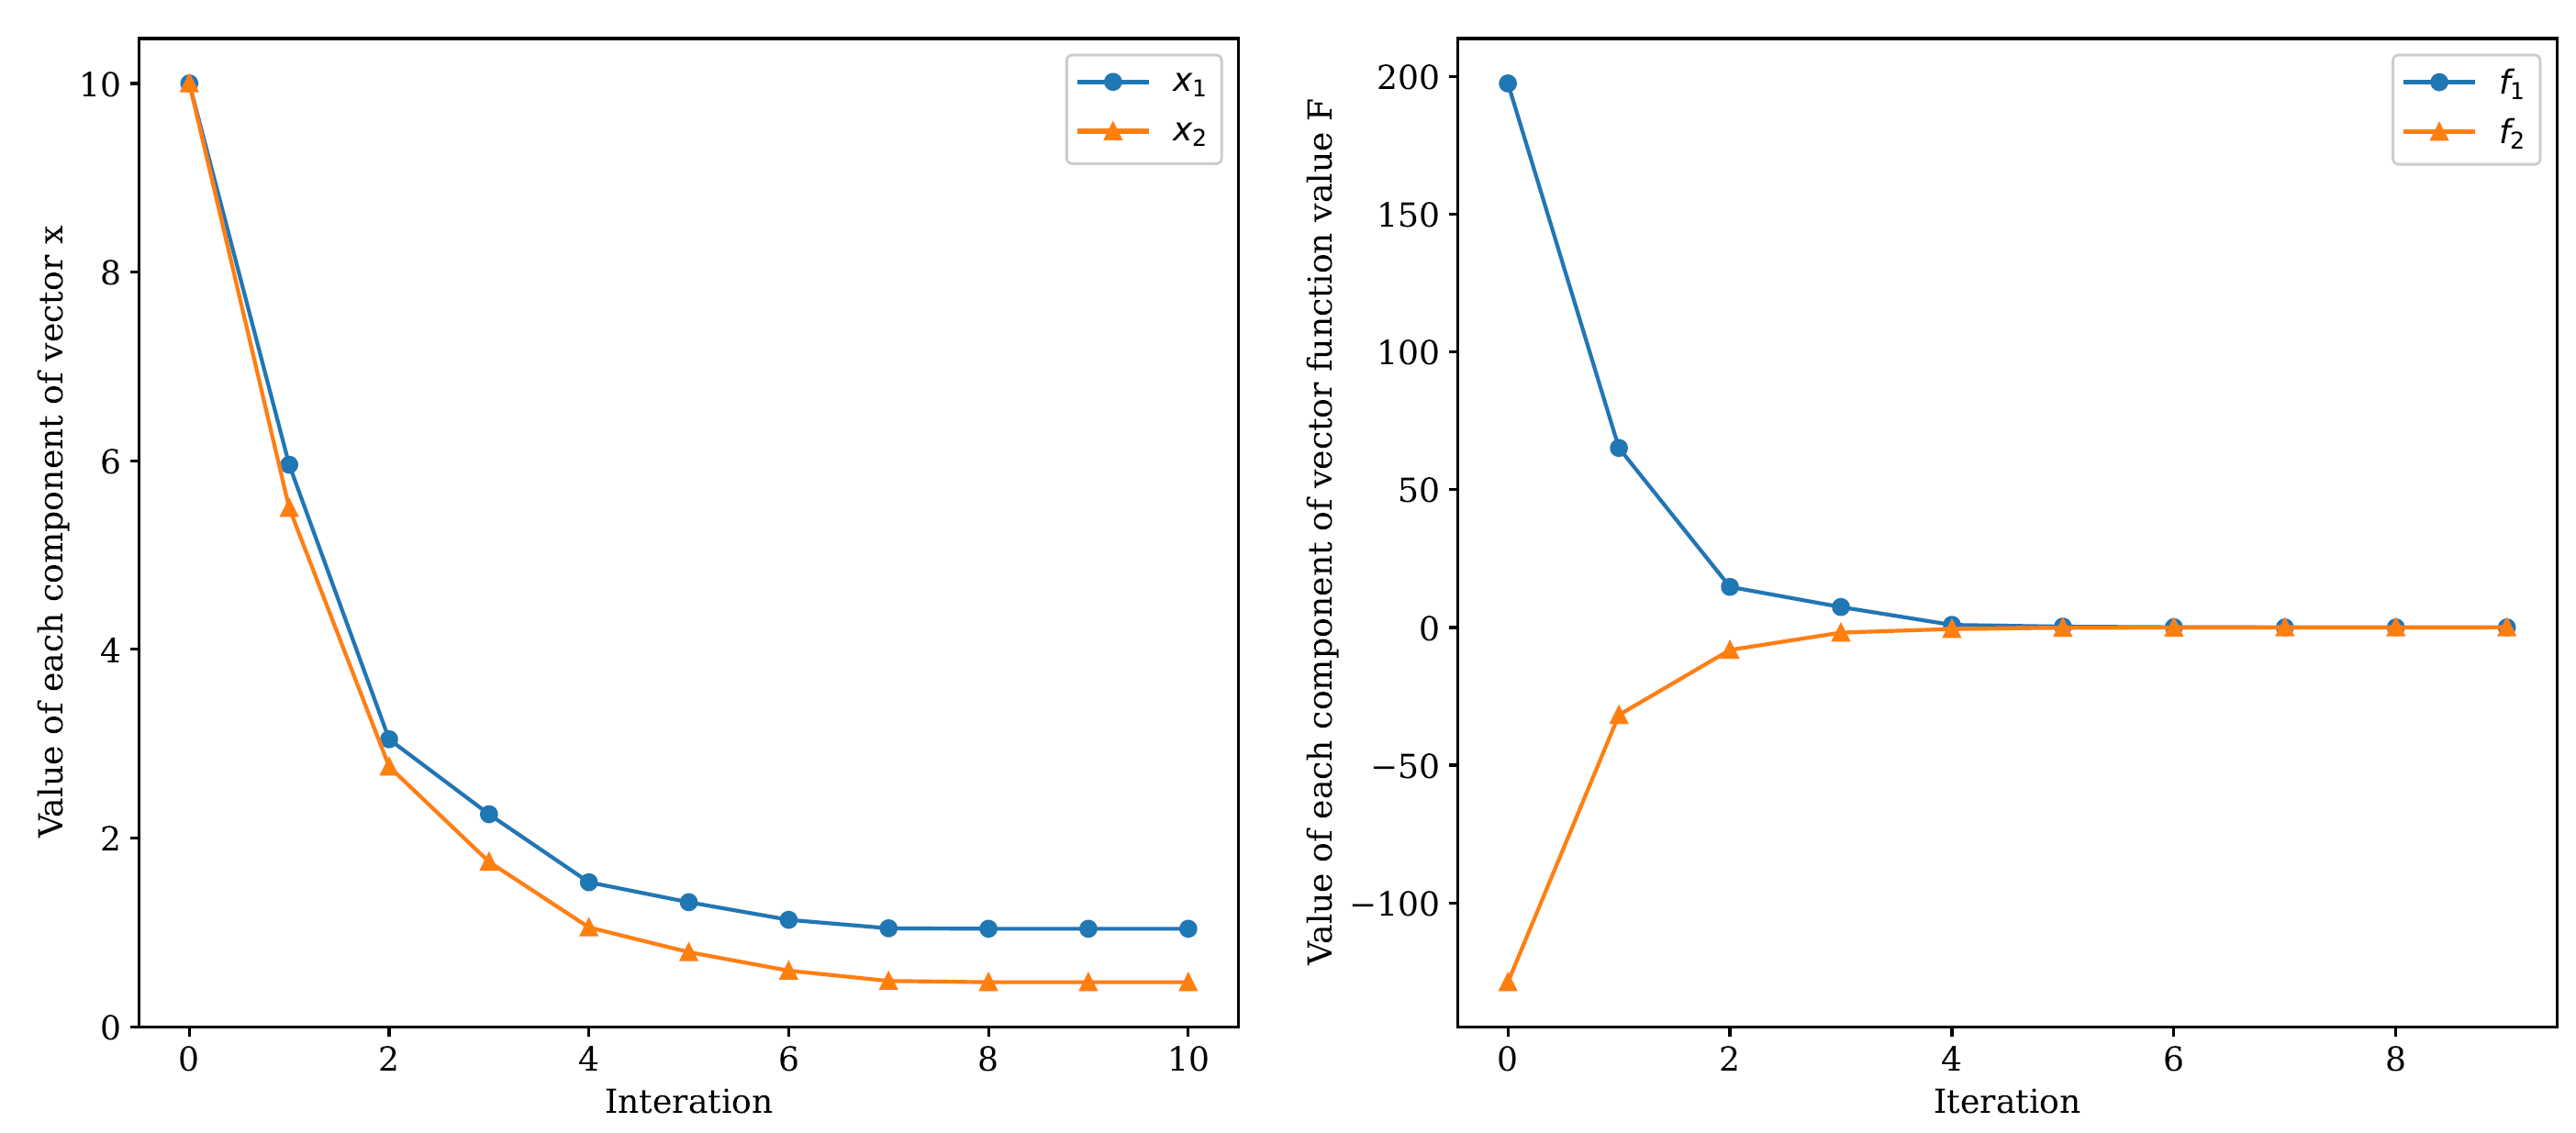 Value of each component of vector x
10
8
6
4
2
0
0 2 4 6 8 10
Interation
x1
x2
Value of each component of vector function value F
200
150
100
50
0
−50
−100
0 2 4 6 8
Iteration
f1
f2